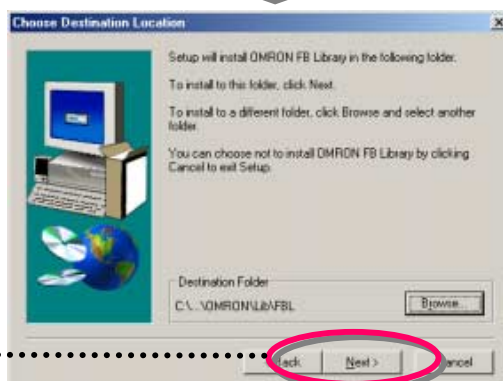 Choose Destination Location
Setup will install OMRON FB Library in the following folder.
To install to this folder, click Next.
To install to a different folder, click Browse and select another
folder.
You can choose not to install OMRON FB Library by clicking
Cancel to exit Setup.
Destination Folder
C:\...\OMRON\Lib\FBL
Browse...
< Back
Next >
Cancel